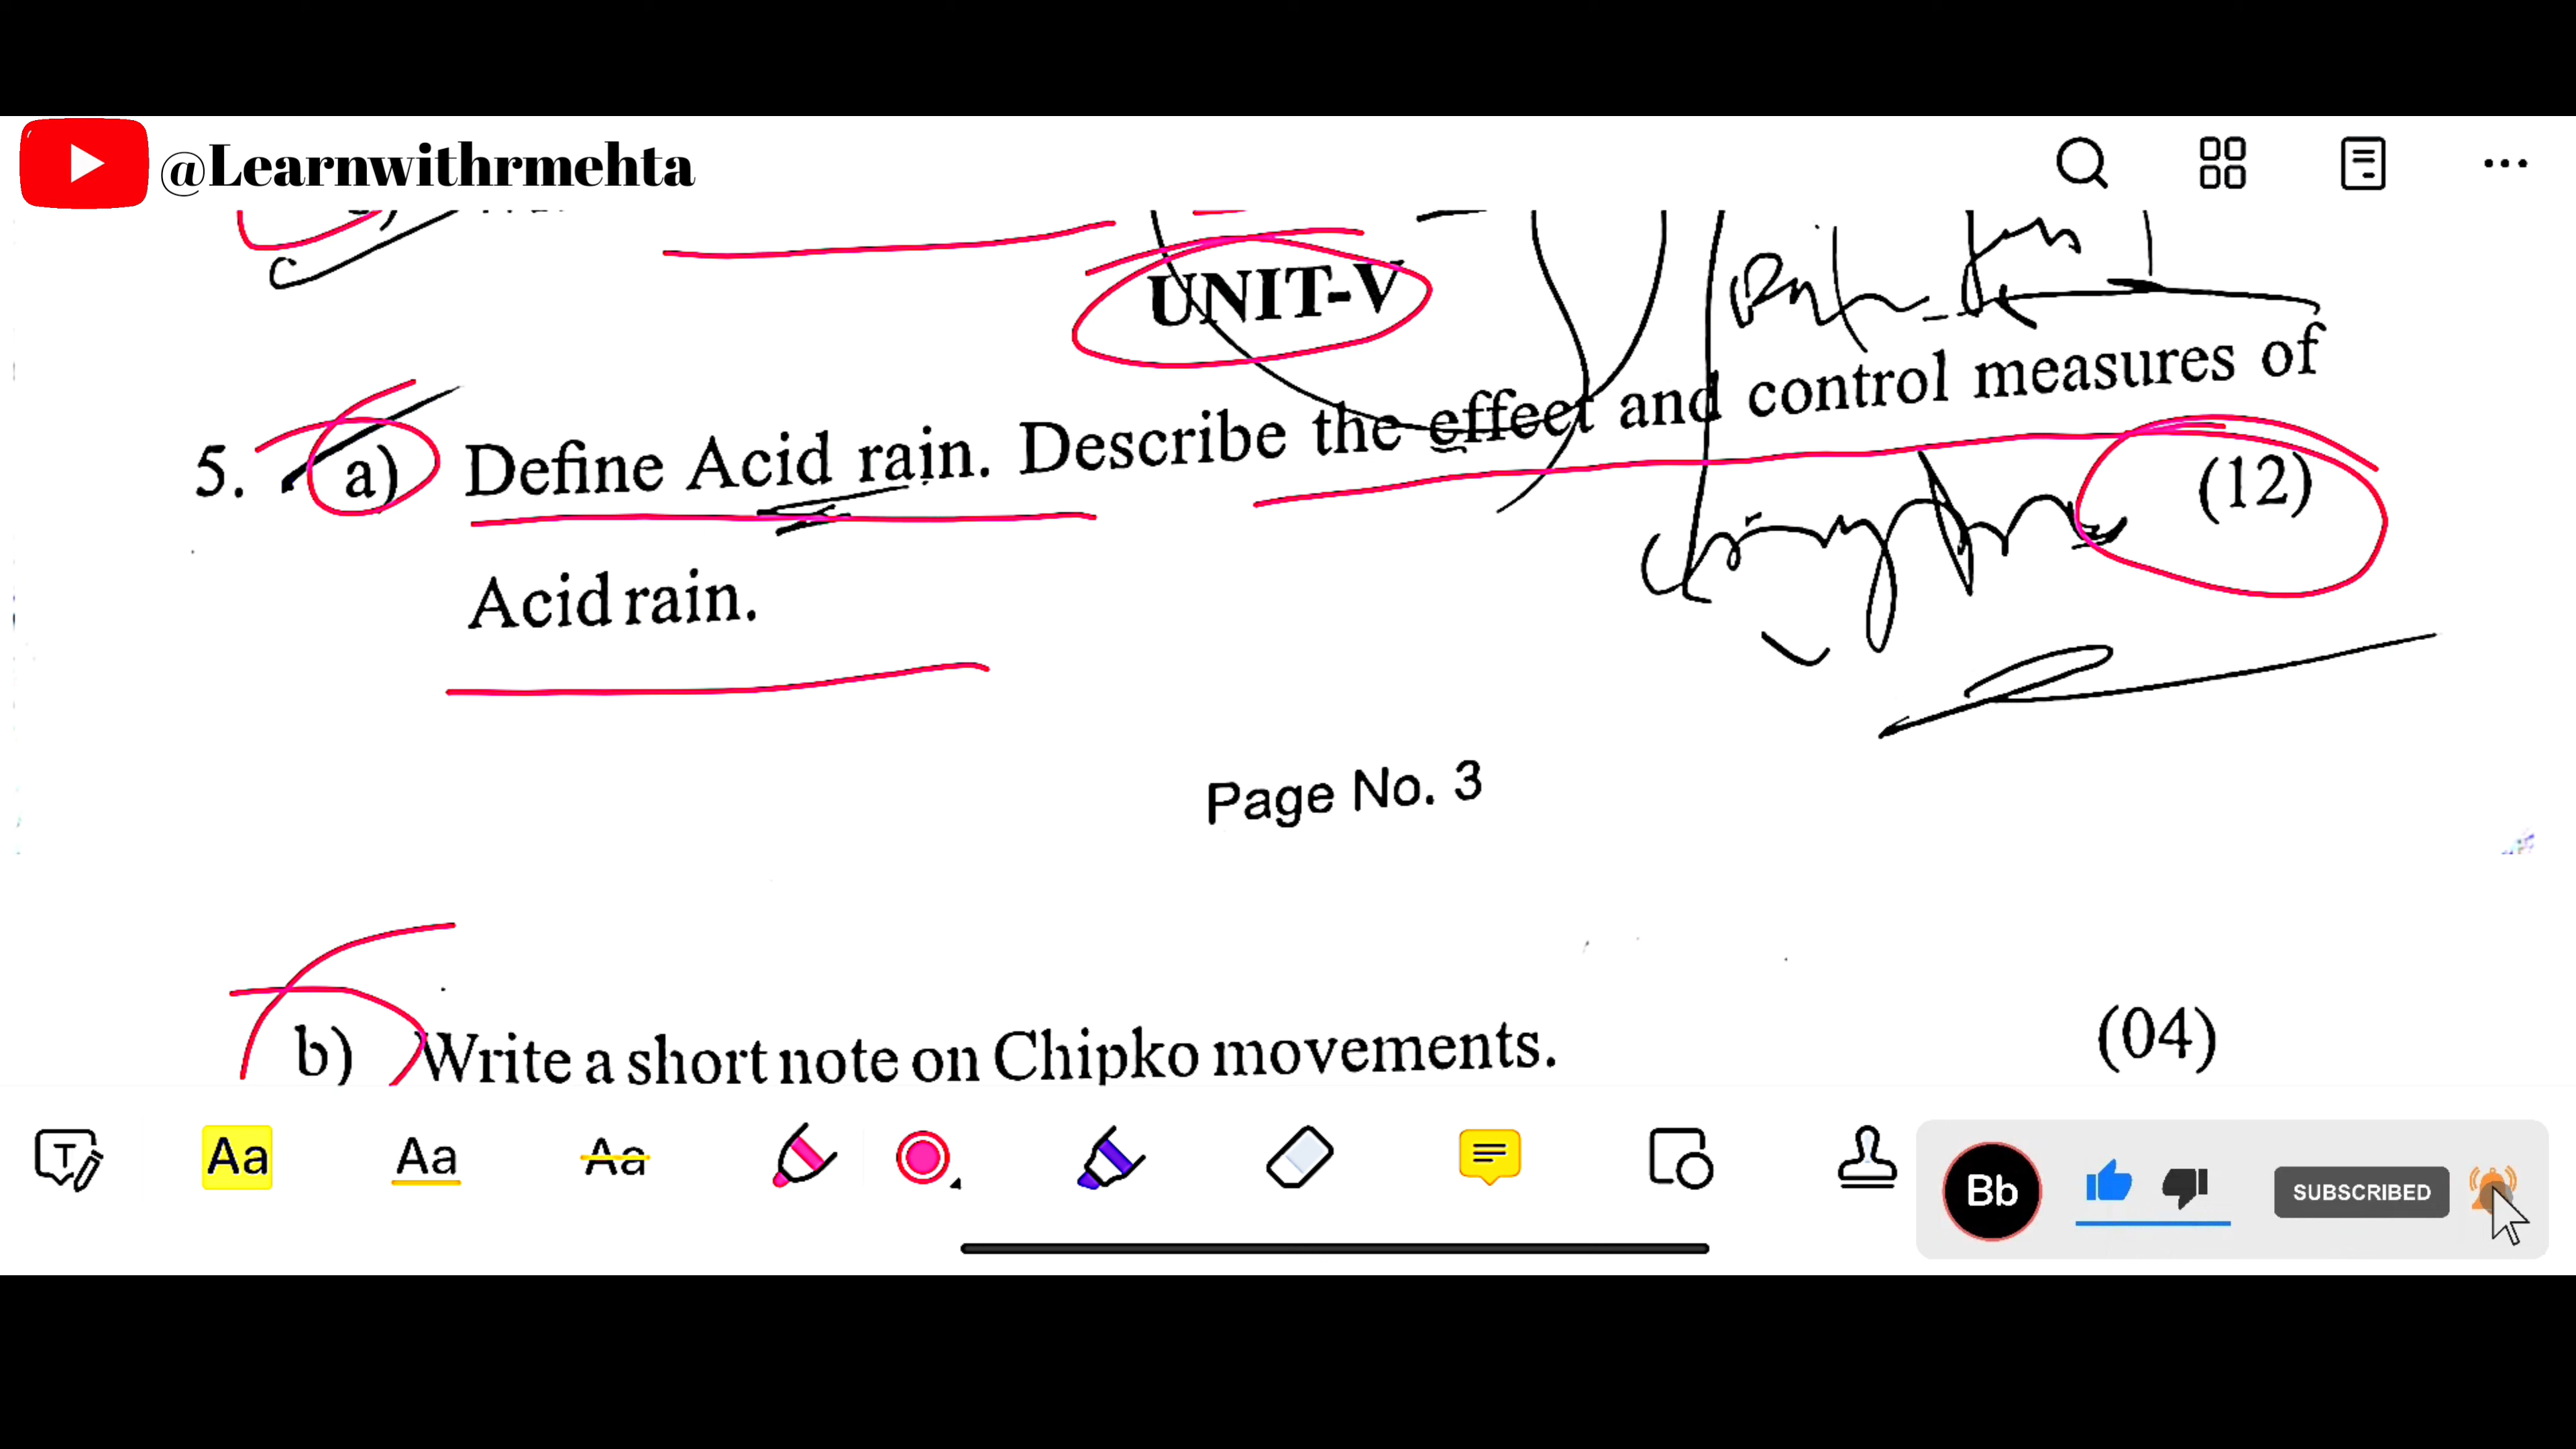 @Learnwithrmehta
UNIT-V
5. a) Define Acid rain. Describe the effect and control measures of
Acid rain. (12)
Page No. 3
b) Write a short note on Chipko movements. (04)
T Aa Aa Aa
Bb SUBSCRIBED